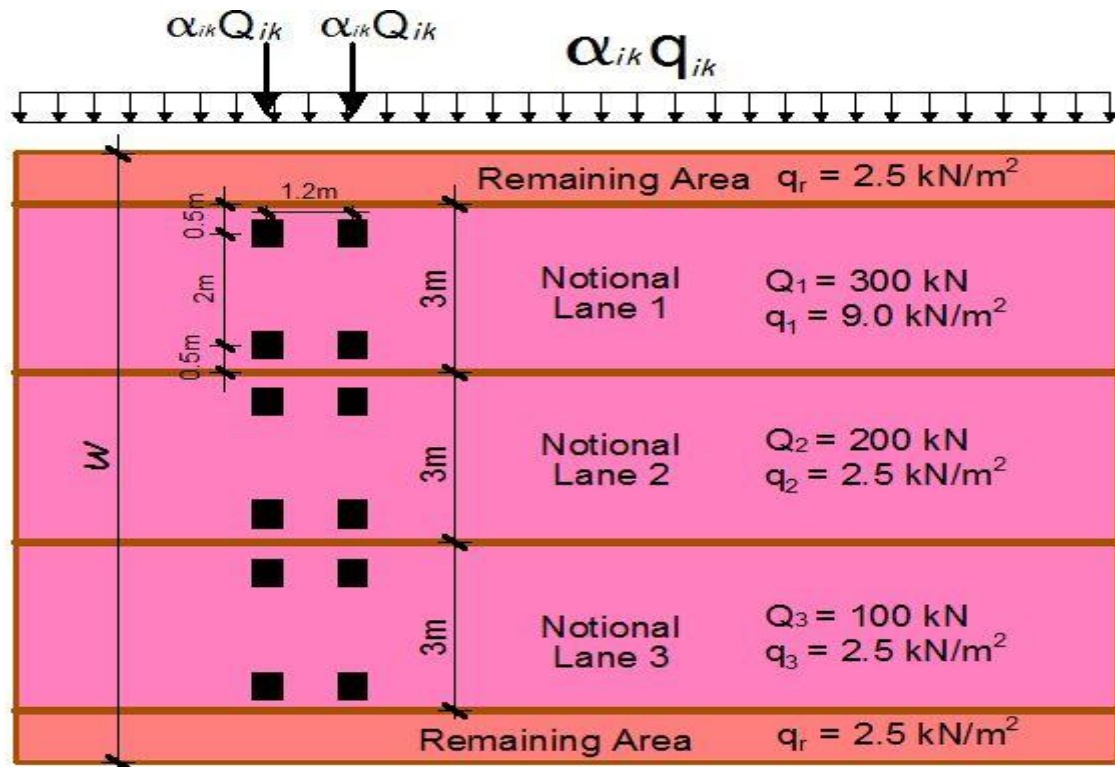 αikQik αikQik
αikqik
Remaining Area qr = 2.5 kN/m²
1.2m
0.5m
2m
0.5m
3m
Notional
Lane 1
Q1 = 300 kN
q1 = 9.0 kN/m²
w
3m
Notional
Lane 2
Q2 = 200 kN
q2 = 2.5 kN/m²
3m
Notional
Lane 3
Q3 = 100 kN
q3 = 2.5 kN/m²
Remaining Area qr = 2.5 kN/m²